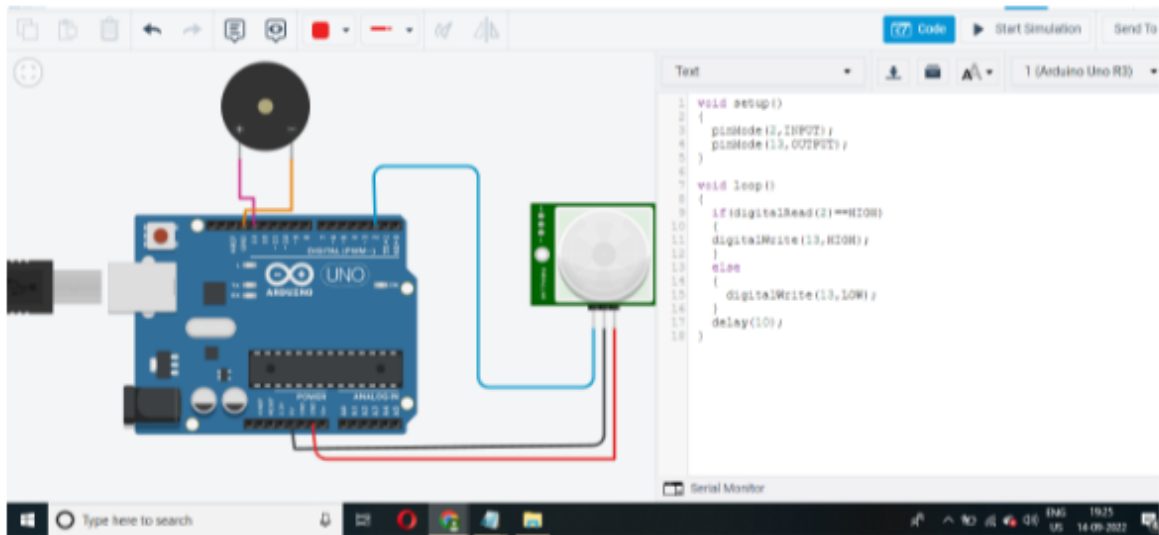 Code
Start Simulation
Send To
Text
1 (Arduino Uno R3)
1 void setup()
2 {
3 pinMode(2,INPUT);
4 pinMode(13,OUTPUT);
5 }
6
7 void loop()
8 {
9 if(digitalRead(2)==HIGH)
10 {
11 digitalWrite(13,HIGH);
12 }
13 else
14 {
15 digitalWrite(13,LOW);
16 }
17 delay(10);
18 }
+ -
DIGITAL (PWM~)
UNO
ARDUINO
POWER
ANALOG IN
Serial Monitor
Type here to search
ENG
US
19:25
14-09-2022